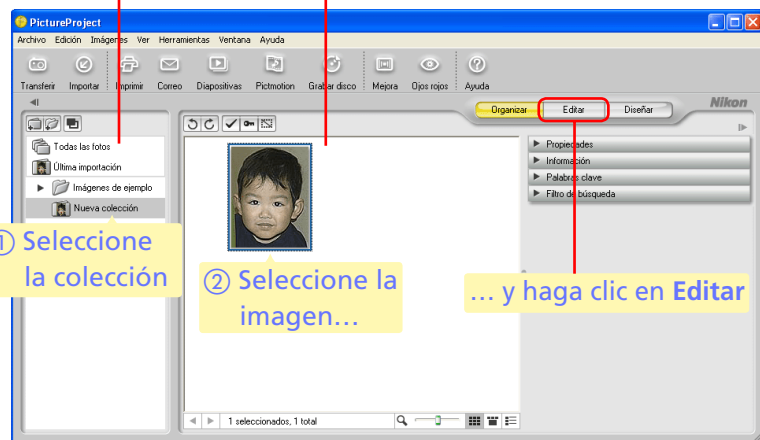 PictureProject
Archivo Edición Imágenes Ver Herramientas Ventana Ayuda
Transferir Importar Imprimir Correo Diapositivas Pictmotion Grabar disco Mejora Ojos rojos Ayuda
Organizar Editar Diseñar Nikon
Todas las fotos
Última importación
Imágenes de ejemplo
Nueva colección
Propiedades
Información
Palabras clave
Filtro de búsqueda
① Seleccione
la colección
② Seleccione la
imagen…
… y haga clic en Editar
1 seleccionados, 1 total